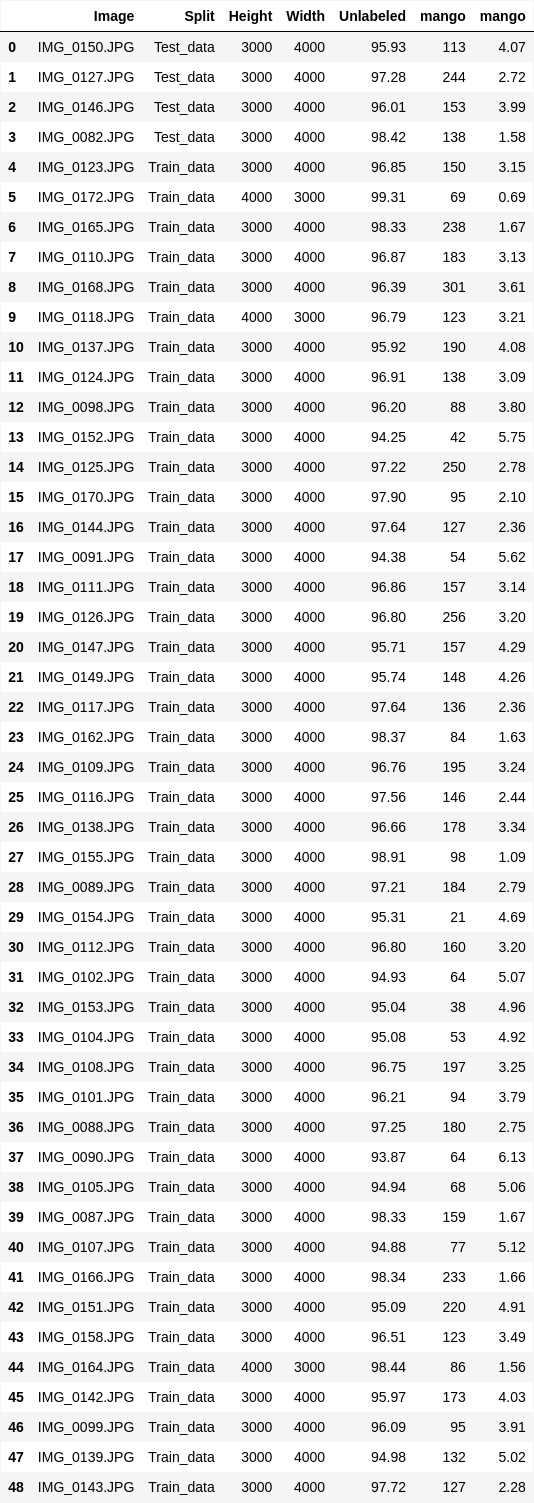 Image Split Height Width Unlabeled mango mango
0 IMG_0150.JPG Test_data 3000 4000 95.93 113 4.07
1 IMG_0127.JPG Test_data 3000 4000 97.28 244 2.72
2 IMG_0146.JPG Test_data 3000 4000 96.01 153 3.99
3 IMG_0082.JPG Test_data 3000 4000 98.42 138 1.58
4 IMG_0123.JPG Train_data 3000 4000 96.85 150 3.15
5 IMG_0172.JPG Train_data 4000 3000 99.31 69 0.69
6 IMG_0165.JPG Train_data 3000 4000 98.33 238 1.67
7 IMG_0110.JPG Train_data 3000 4000 96.87 183 3.13
8 IMG_0168.JPG Train_data 3000 4000 96.39 301 3.61
9 IMG_0118.JPG Train_data 4000 3000 96.79 123 3.21
10 IMG_0137.JPG Train_data 3000 4000 95.92 190 4.08
11 IMG_0124.JPG Train_data 3000 4000 96.91 138 3.09
12 IMG_0098.JPG Train_data 3000 4000 96.20 88 3.80
13 IMG_0152.JPG Train_data 3000 4000 94.25 42 5.75
14 IMG_0125.JPG Train_data 3000 4000 97.22 250 2.78
15 IMG_0170.JPG Train_data 3000 4000 97.90 95 2.10
16 IMG_0144.JPG Train_data 3000 4000 97.64 127 2.36
17 IMG_0091.JPG Train_data 3000 4000 94.38 54 5.62
18 IMG_0111.JPG Train_data 3000 4000 96.86 157 3.14
19 IMG_0126.JPG Train_data 3000 4000 96.80 256 3.20
20 IMG_0147.JPG Train_data 3000 4000 95.71 157 4.29
21 IMG_0149.JPG Train_data 3000 4000 95.74 148 4.26
22 IMG_0117.JPG Train_data 3000 4000 97.64 136 2.36
23 IMG_0162.JPG Train_data 3000 4000 98.37 84 1.63
24 IMG_0109.JPG Train_data 3000 4000 96.76 195 3.24
25 IMG_0116.JPG Train_data 3000 4000 97.56 146 2.44
26 IMG_0138.JPG Train_data 3000 4000 96.66 178 3.34
27 IMG_0155.JPG Train_data 3000 4000 98.91 98 1.09
28 IMG_0089.JPG Train_data 3000 4000 97.21 184 2.79
29 IMG_0154.JPG Train_data 3000 4000 95.31 21 4.69
30 IMG_0112.JPG Train_data 3000 4000 96.80 160 3.20
31 IMG_0102.JPG Train_data 3000 4000 94.93 64 5.07
32 IMG_0153.JPG Train_data 3000 4000 95.04 38 4.96
33 IMG_0104.JPG Train_data 3000 4000 95.08 53 4.92
34 IMG_0108.JPG Train_data 3000 4000 96.75 197 3.25
35 IMG_0101.JPG Train_data 3000 4000 96.21 94 3.79
36 IMG_0088.JPG Train_data 3000 4000 97.25 180 2.75
37 IMG_0090.JPG Train_data 3000 4000 93.87 64 6.13
38 IMG_0105.JPG Train_data 3000 4000 94.94 68 5.06
39 IMG_0087.JPG Train_data 3000 4000 98.33 159 1.67
40 IMG_0107.JPG Train_data 3000 4000 94.88 77 5.12
41 IMG_0166.JPG Train_data 3000 4000 98.34 233 1.66
42 IMG_0151.JPG Train_data 3000 4000 95.09 220 4.91
43 IMG_0158.JPG Train_data 3000 4000 96.51 123 3.49
44 IMG_0164.JPG Train_data 4000 3000 98.44 86 1.56
45 IMG_0142.JPG Train_data 3000 4000 95.97 173 4.03
46 IMG_0099.JPG Train_data 3000 4000 96.09 95 3.91
47 IMG_0139.JPG Train_data 3000 4000 94.98 132 5.02
48 IMG_0143.JPG Train_data 3000 4000 97.72 127 2.28